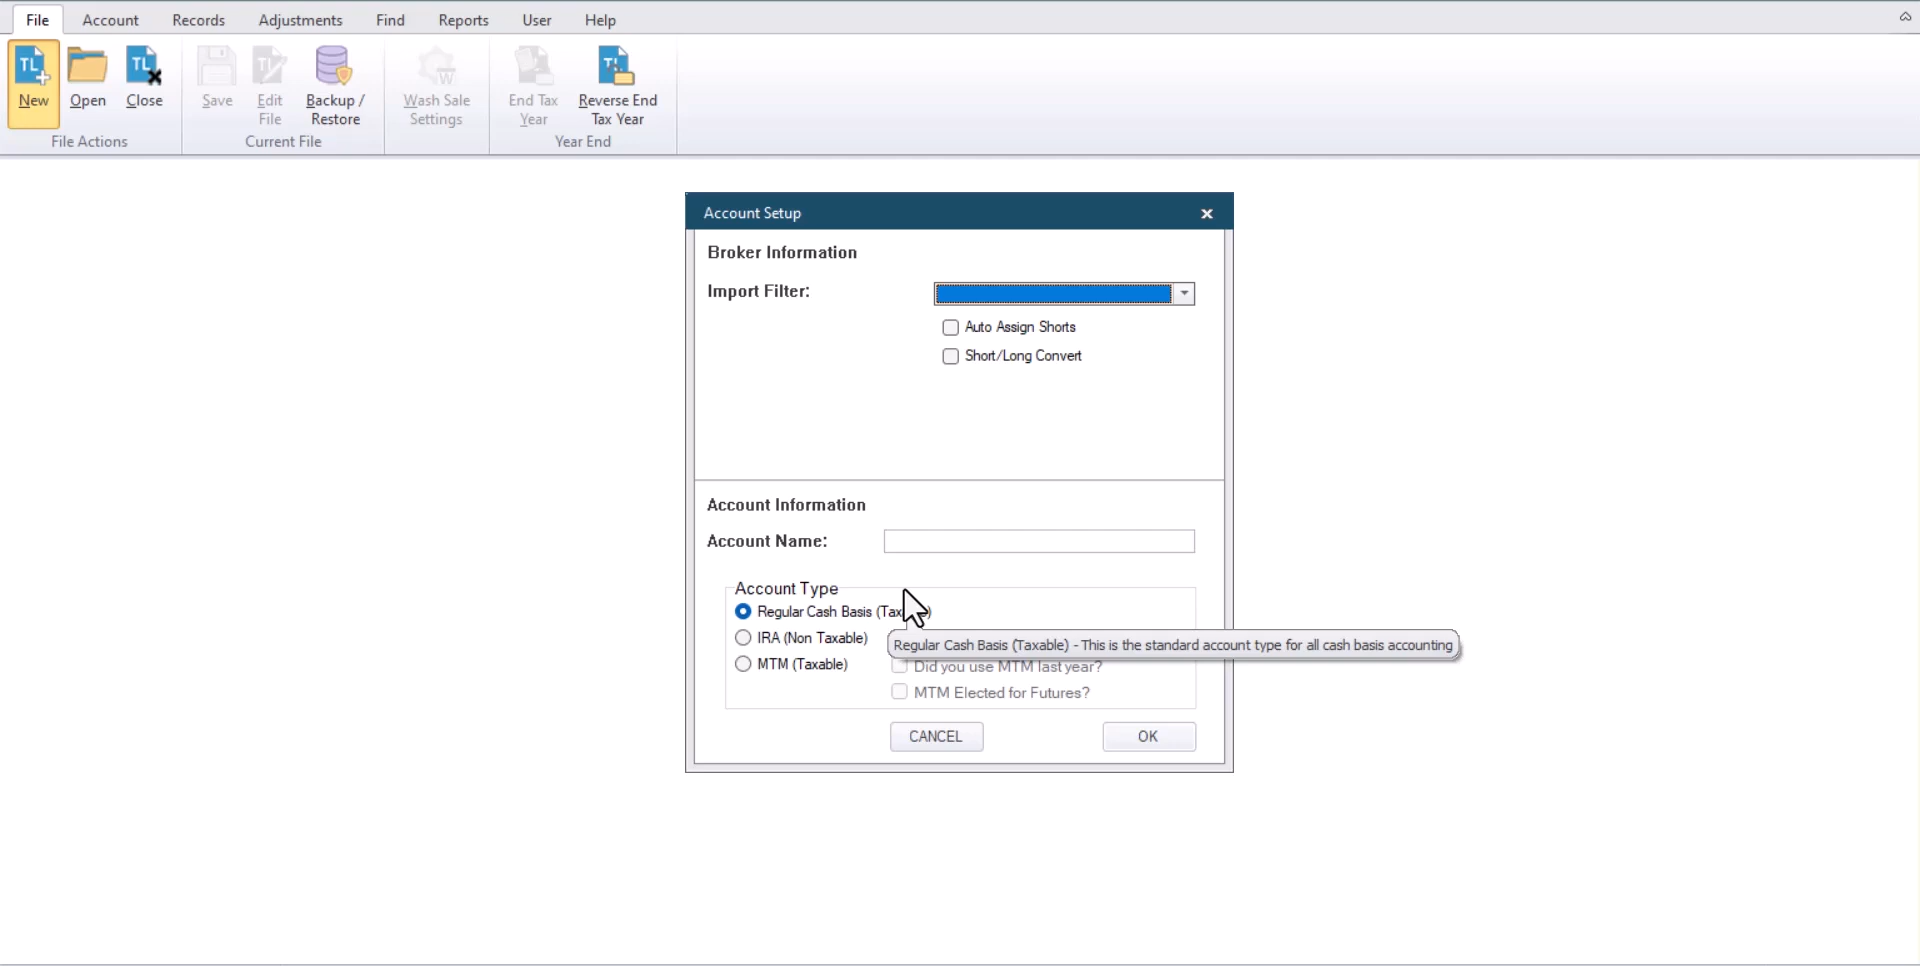 File Account Records Adjustments Find Reports User Help
New Open Close Save Edit File Backup / Restore Wash Sale Settings End Tax Year Reverse End Tax Year
File Actions Current File Year End
Account Setup
Broker Information
Import Filter:
Auto Assign Shorts
Short/Long Convert
Account Information
Account Name:
Account Type
Regular Cash Basis (Tax
IRA (Non Taxable)
Regular Cash Basis (Taxable) - This is the standard account type for all cash basis accounting
MTM (Taxable)
Did you use MTM last year?
MTM Elected for Futures?
CANCEL OK